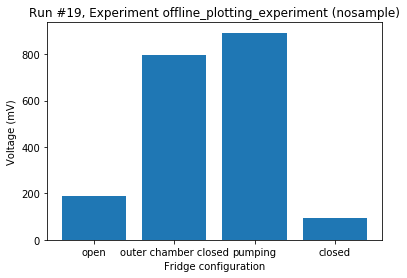 Run #19, Experiment offline_plotting_experiment (nosample)
800
600
400
200
0
Voltage (mV)
open outer chamber closed pumping closed
Fridge configuration